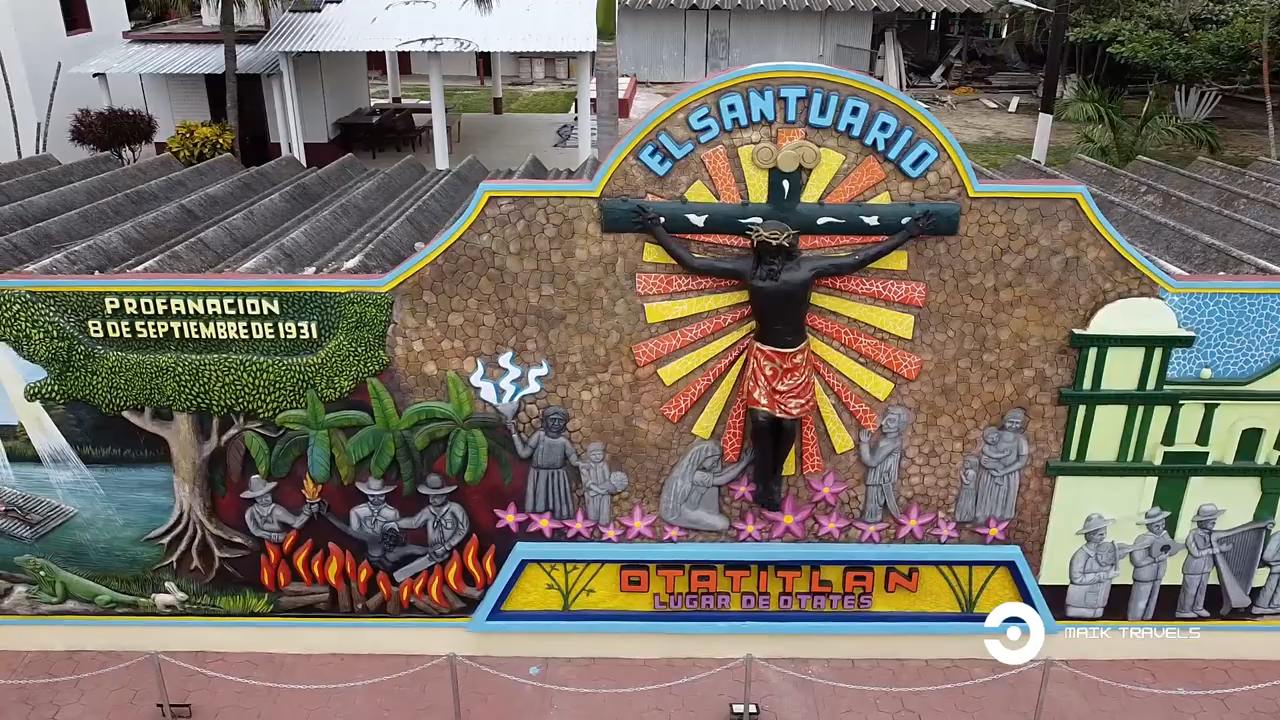 EL SANTUARIO
PROFANACION
8 DE SEPTIEMBRE DE 1931
OTATITLAN
LUGAR DE OTATES
MAIK TRAVELS